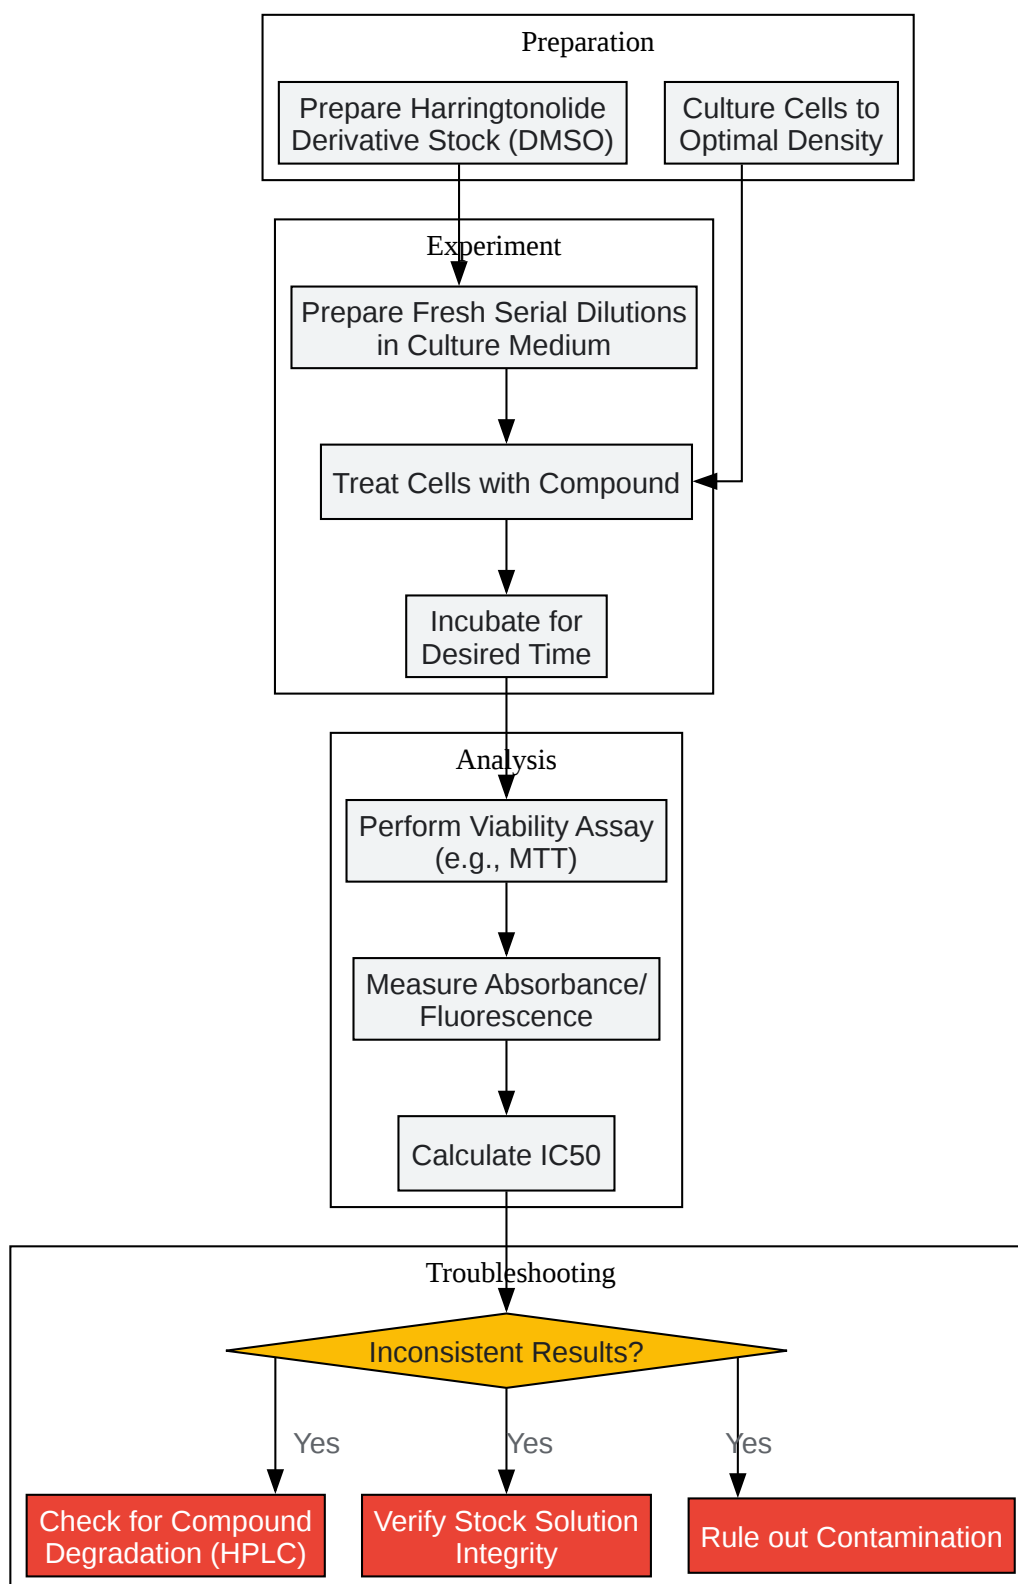 Preparation
Prepare Harringtonolide
Derivative Stock (DMSO)
Culture Cells to
Optimal Density
Experiment
Prepare Fresh Serial Dilutions
in Culture Medium
Treat Cells with Compound
Incubate for
Desired Time
Analysis
Perform Viability Assay
(e.g., MTT)
Measure Absorbance/
Fluorescence
Calculate IC50
Troubleshooting
Inconsistent Results?
Yes
Yes
Yes
Check for Compound
Degradation (HPLC)
Verify Stock Solution
Integrity
Rule out Contamination